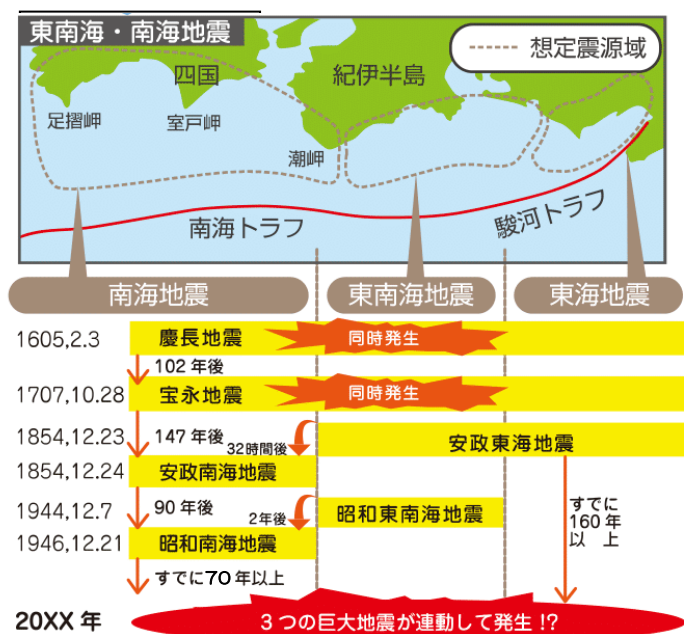 東南海・南海地震
想定震源域
四国
紀伊半島
足摺岬
室戸岬
潮岬
南海トラフ
駿河トラフ
南海地震
東南海地震
東海地震
1605,2.3
慶長地震
同時発生
102年後
1707,10.28
宝永地震
同時発生
1854,12.23
147年後
32時間後
安政東海地震
1854,12.24
安政南海地震
1944,12.7
90年後
2年後
昭和東南海地震
すでに
160年
以上
1946,12.21
昭和南海地震
すでに70年以上
20XX年
3つの巨大地震が連動して発生!?